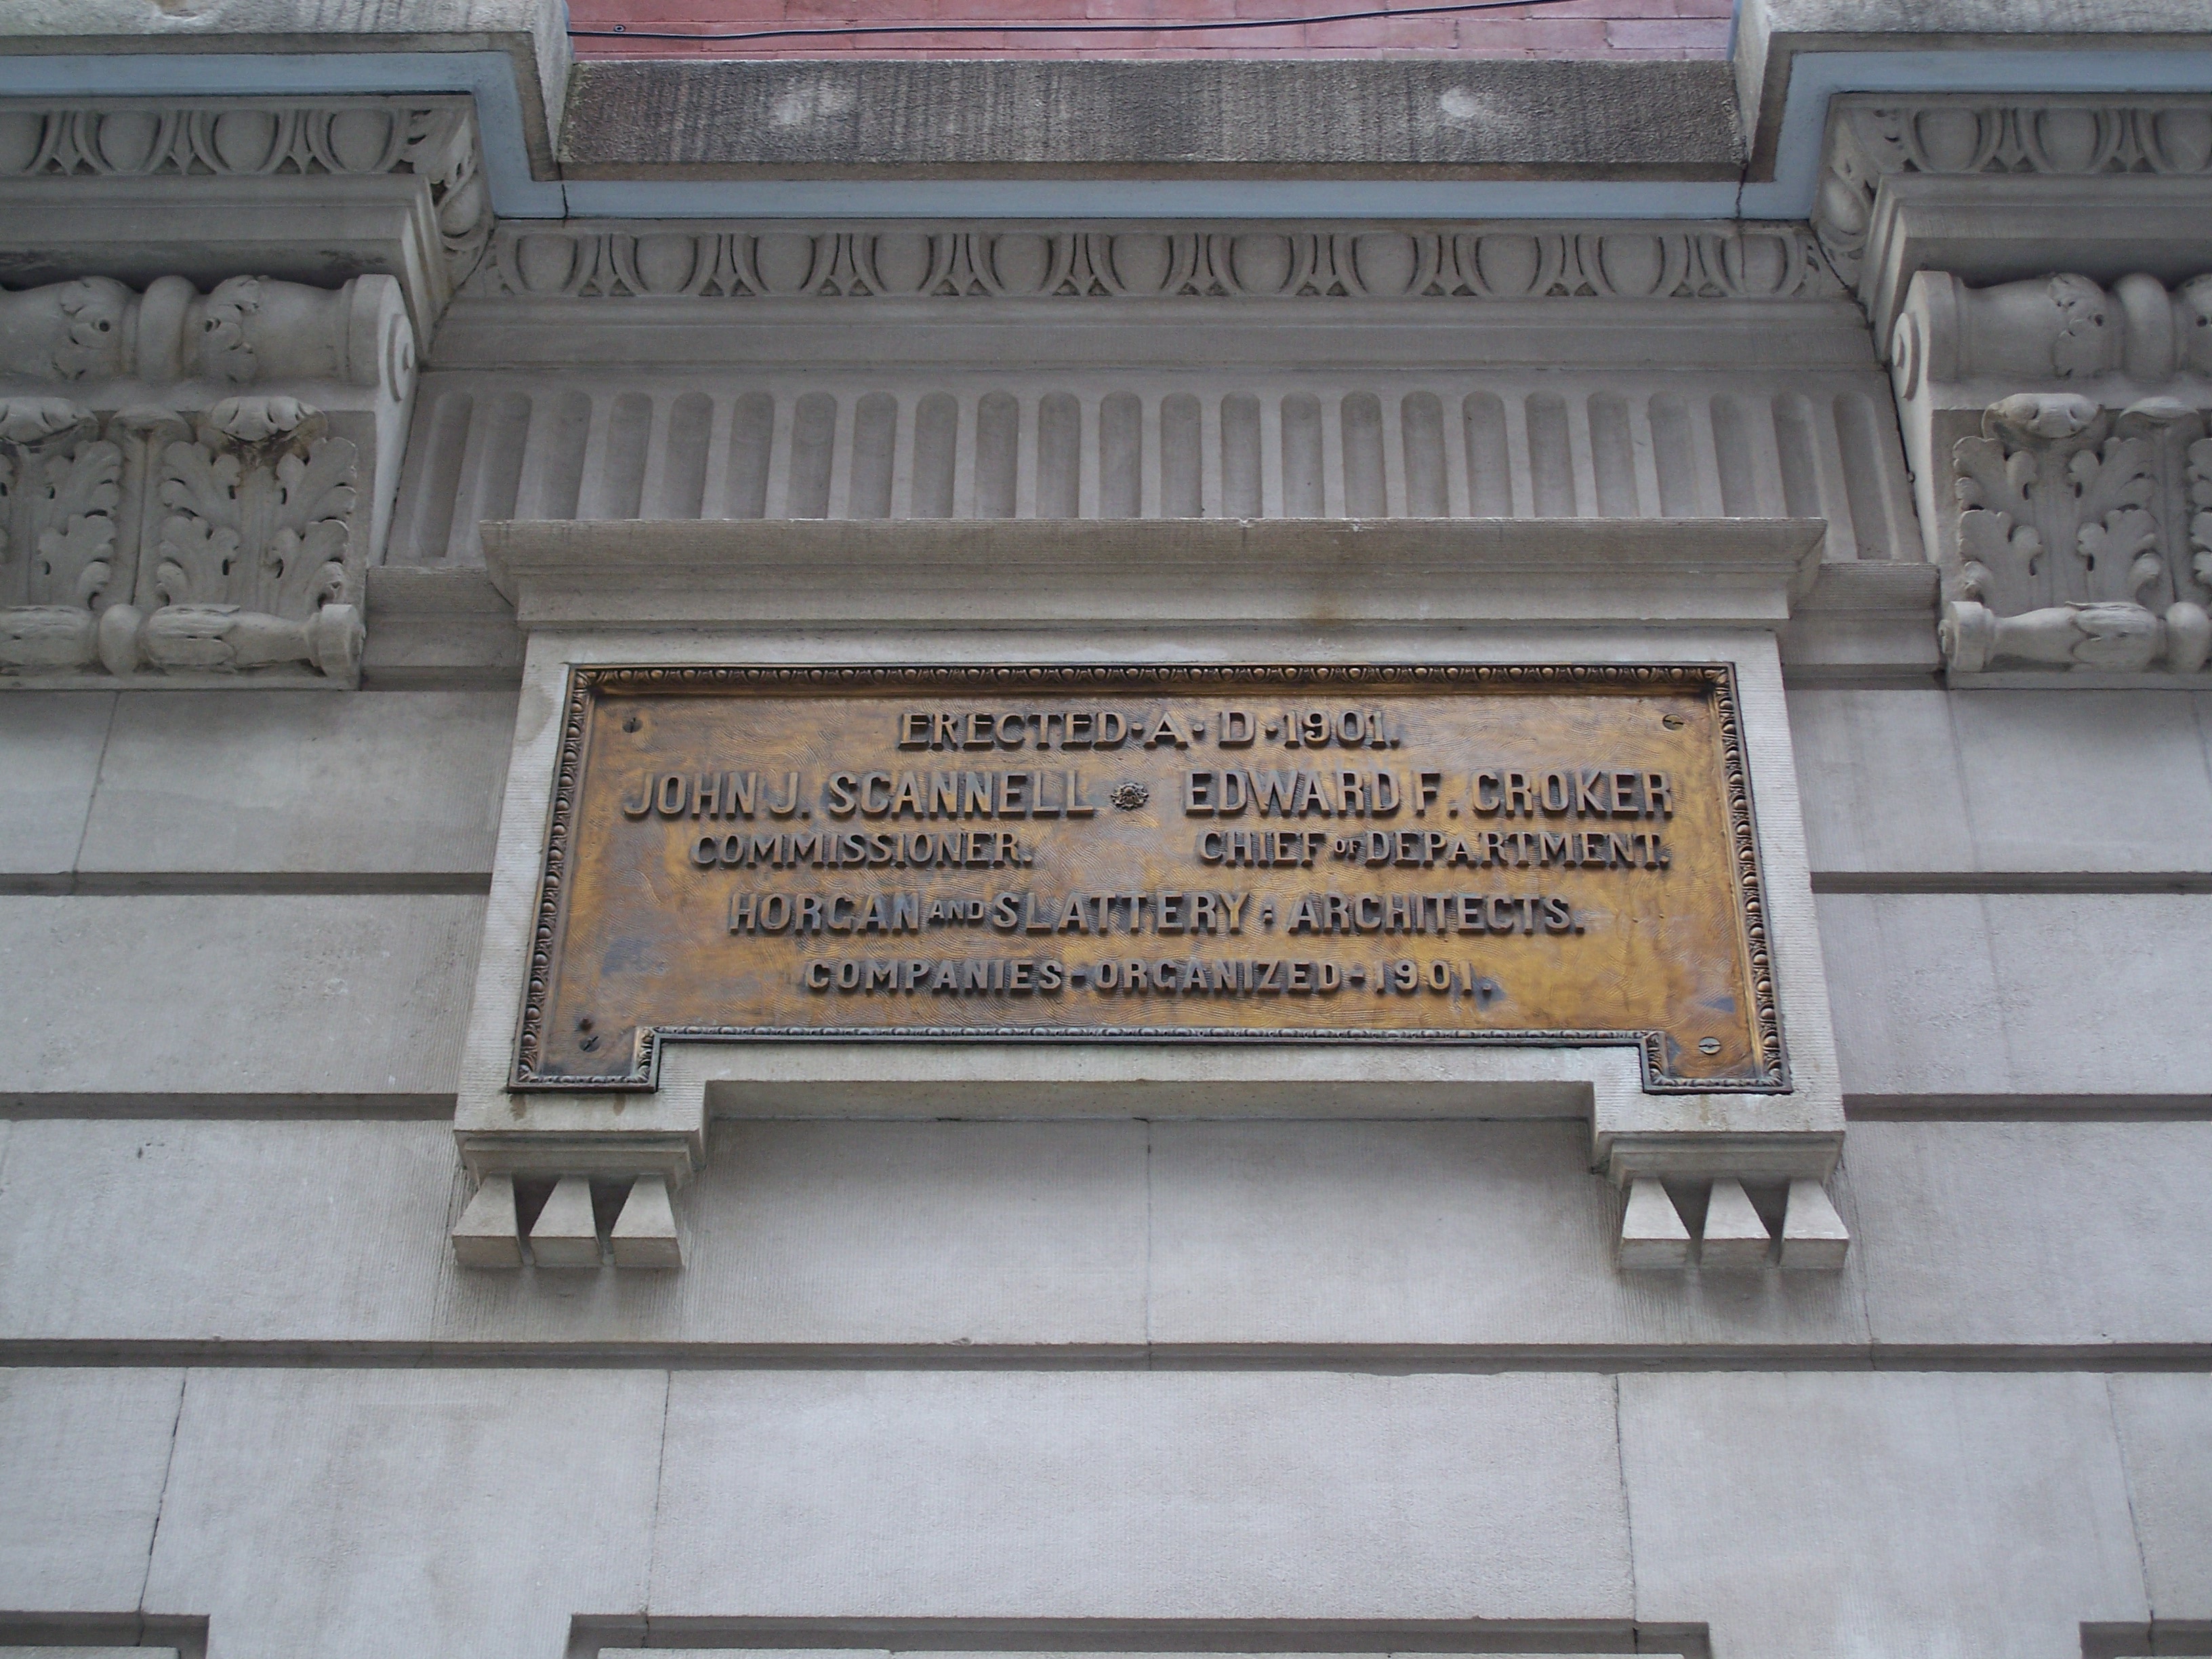 ERECTED·A·D·1901.
JOHN J. SCANNELL EDWARD F. CROKER
COMMISSIONER. CHIEF OF DEPARTMENT.
HORGAN AND SLATTERY : ARCHITECTS.
COMPANIES-ORGANIZED-1901.